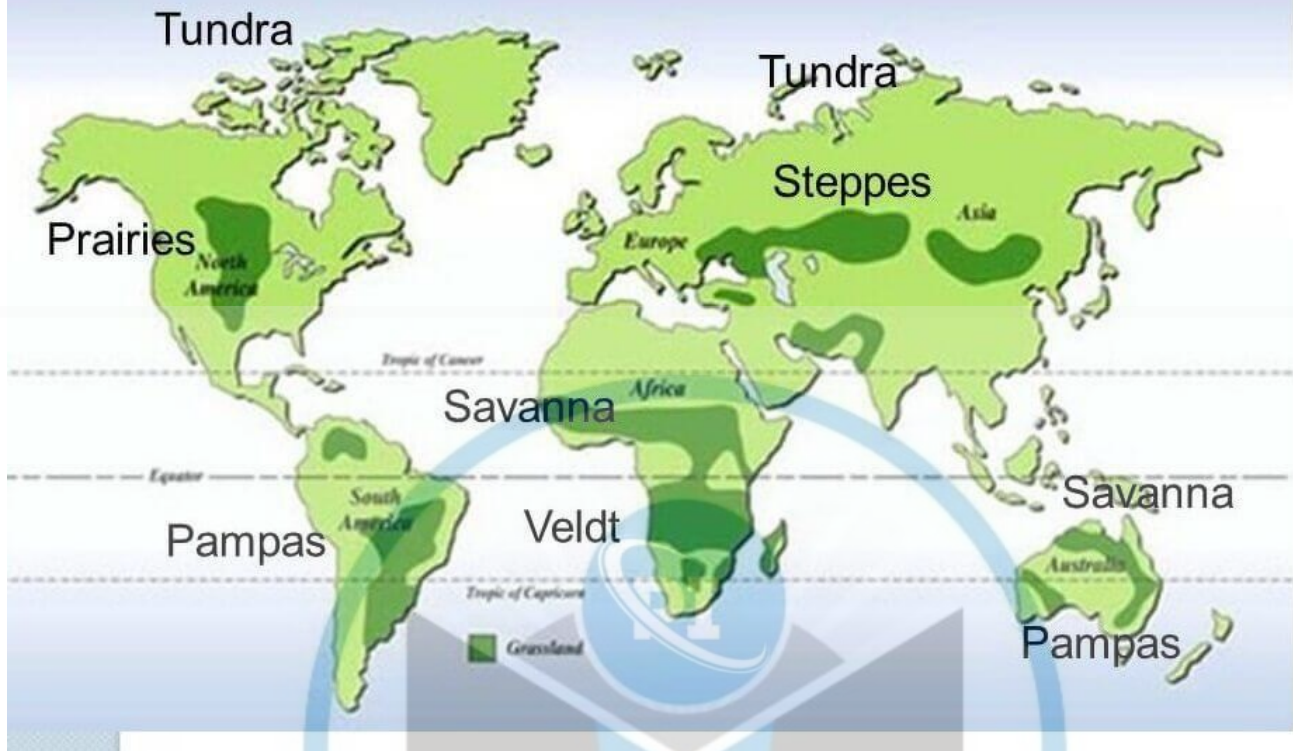 Tundra
Tundra
Steppes
Asia
Prairies
Europe
North
America
Tropic of Cancer
Africa
Savanna
Equator
South
America
Savanna
Pampas
Veldt
Australia
Tropic of Capricorn
Grassland
Pampas